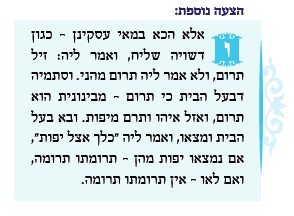 הצעה נוספת:
ו אלא הכא במאי עסקינן – כגון
דשויה שליח, ואמר ליה: זיל
תרום, ולא אמר ליה תרום מהני. וסתמיה
דבעל הבית כי תרום – מבינונית הוא
תרום, ואזל איהו ותרם מיפות. ובא בעל
הבית ומצאו, ואמר ליה "כלך אצל יפות",
אם נמצאו יפות מהן – תרומתו תרומה,
ואם לאו – אין תרומתו תרומה.